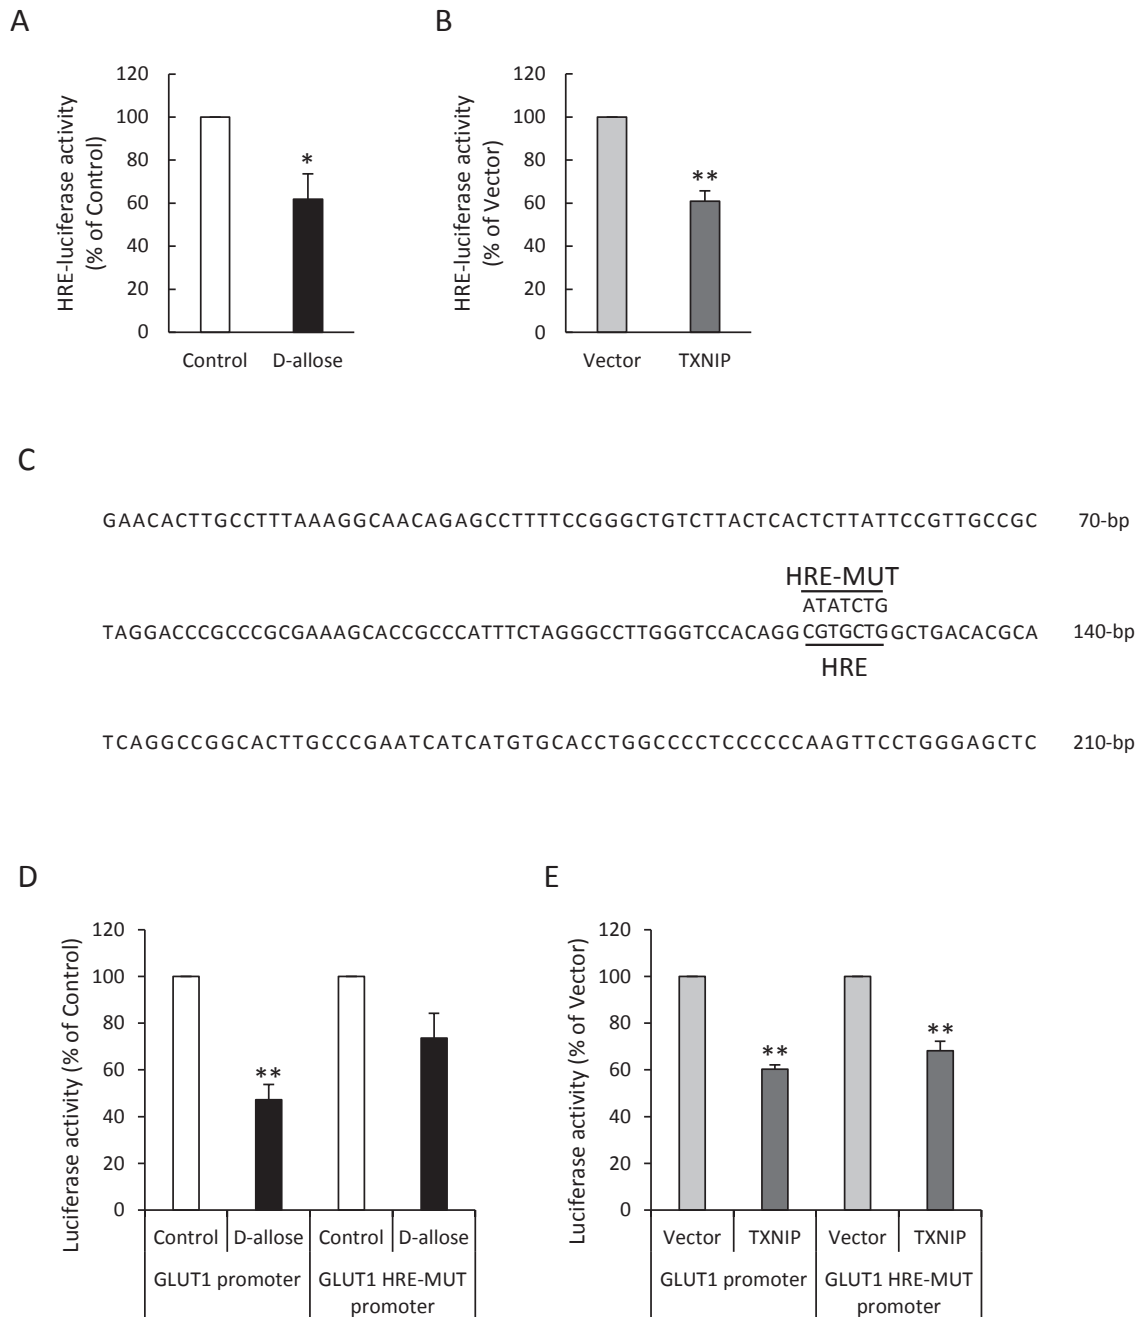 A
HRE-luciferase activity
(% of Control)
120
100
80
60
40
20
0
*
Control D-allose
B
HRE-luciferase activity
(% of Vector)
120
100
80
60
40
20
0
**
Vector TXNIP
C
GAACACTTGCCTTTAAAGGCAACAGAGCCTTTTCCGGGCTGTCTTACTCACTCTTATTCCGTTGCCGC 70-bp
HRE-MUT
ATATCTG
TAGGACCCGCCCGCGAAAGCACCGCCCATTTCTAGGGCCTTGGGTCCACAGG CGTGCTG GCTGACACGCA 140-bp
HRE
TCAGGCCGGCACTTGCCCGAATCATCATGTGCACCTGGCCCCTCCCCCCAAGTTCCTGGGAGCTC 210-bp
D
Luciferase activity (% of Control)
120
100
80
60
40
20
0
**
Control D-allose Control D-allose
GLUT1 promoter GLUT1 HRE-MUT
promoter
E
Luciferase activity (% of Vector)
120
100
80
60
40
20
0
** **
Vector TXNIP Vector TXNIP
GLUT1 promoter GLUT1 HRE-MUT
promoter